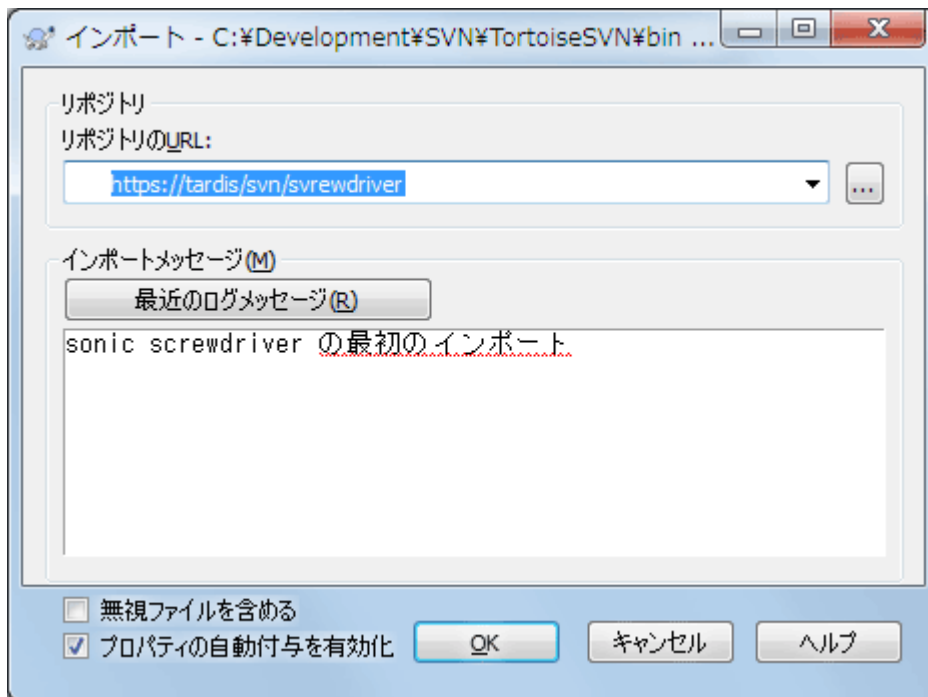 インポート - C:¥Development¥SVN¥TortoiseSVN¥bin ...
リポジトリ
リポジトリのURL:
https://tardis/svn/svrewdriver
...
インポートメッセージ(M)
最近のログメッセージ(R)
sonic screwdriver の最初のインポート
無視ファイルを含める
プロパティの自動付与を有効化
OK
キャンセル
ヘルプ